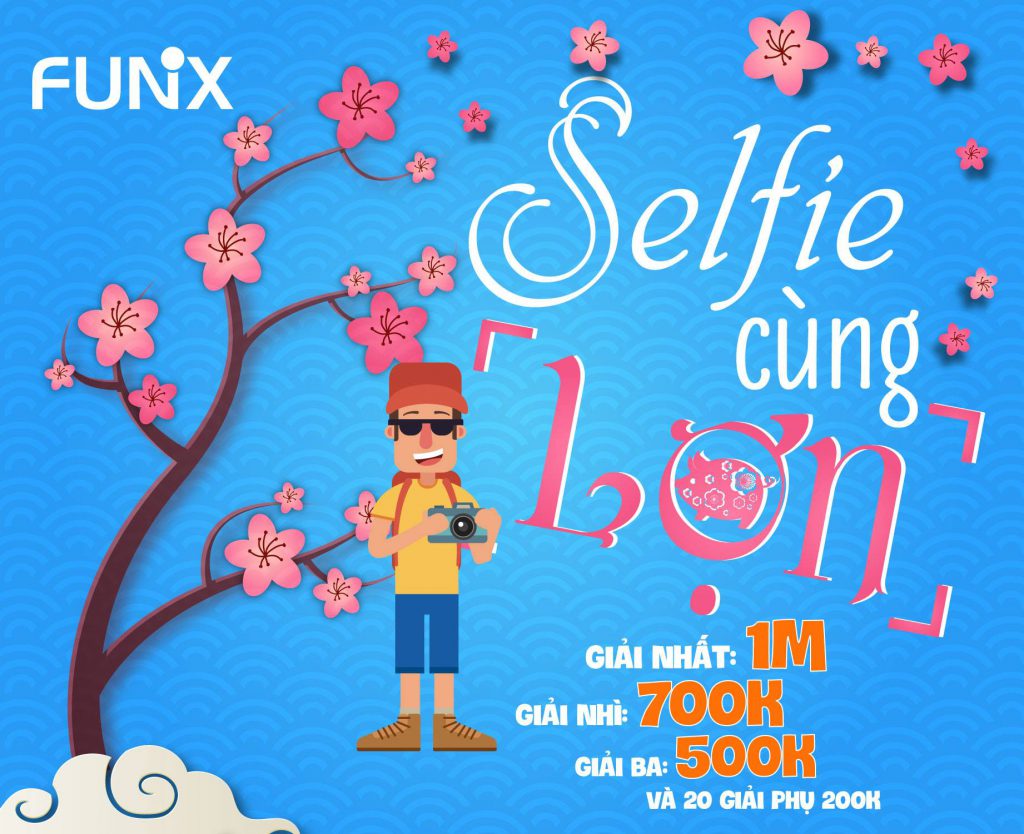 FUNiX
Selfie
cùng
Lợn
GIẢI NHẤT: 1M
GIẢI NHÌ: 700K
GIẢI BA: 500K
VÀ 20 GIẢI PHỤ 200K